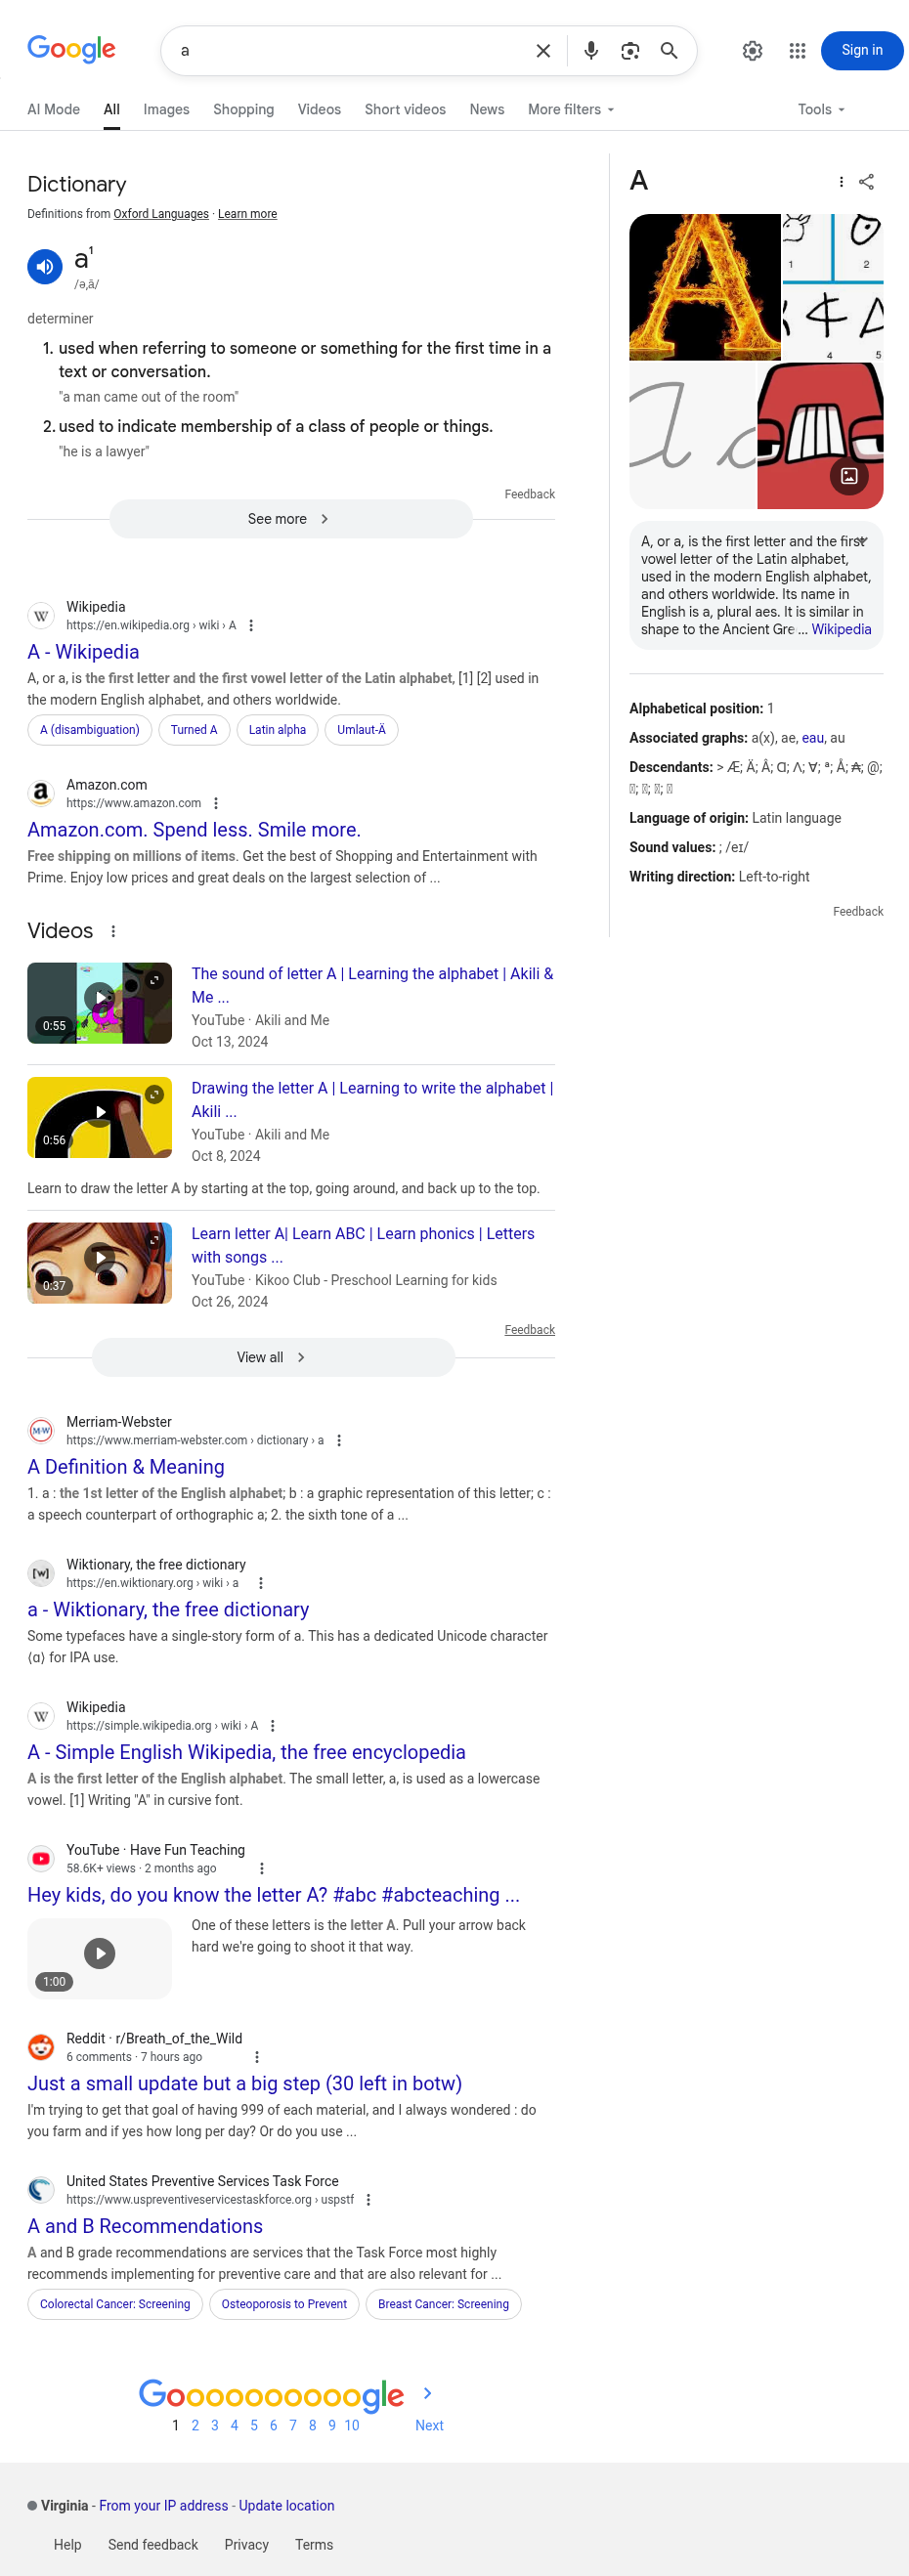 Google
a
Sign in
AI Mode
All
Images
Shopping
Videos
Short videos
News
More filters
Tools
Dictionary
Definitions from Oxford Languages · Learn more
a¹
/ə,ā/
determiner
1. used when referring to someone or something for the first time in a
text or conversation.
"a man came out of the room"
2. used to indicate membership of a class of people or things.
"he is a lawyer"
Feedback
See more
Wikipedia
https://en.wikipedia.org › wiki › A
A - Wikipedia
A, or a, is the first letter and the first vowel letter of the Latin alphabet, [1] [2] used in
the modern English alphabet, and others worldwide.
A (disambiguation)
Turned A
Latin alpha
Umlaut-Ä
Amazon.com
https://www.amazon.com
Amazon.com. Spend less. Smile more.
Free shipping on millions of items. Get the best of Shopping and Entertainment with
Prime. Enjoy low prices and great deals on the largest selection of ...
Videos
0:55
The sound of letter A | Learning the alphabet | Akili &
Me ...
YouTube · Akili and Me
Oct 13, 2024
0:56
Drawing the letter A | Learning to write the alphabet |
Akili ...
YouTube · Akili and Me
Oct 8, 2024
Learn to draw the letter A by starting at the top, going around, and back up to the top.
0:37
Learn letter A| Learn ABC | Learn phonics | Letters
with songs ...
YouTube · Kikoo Club - Preschool Learning for kids
Oct 26, 2024
Feedback
View all
Merriam-Webster
https://www.merriam-webster.com › dictionary › a
A Definition & Meaning
1. a : the 1st letter of the English alphabet; b : a graphic representation of this letter; c :
a speech counterpart of orthographic a; 2. the sixth tone of a ...
Wiktionary, the free dictionary
https://en.wiktionary.org › wiki › a
a - Wiktionary, the free dictionary
Some typefaces have a single-story form of a. This has a dedicated Unicode character
⟨ɑ⟩ for IPA use.
Wikipedia
https://simple.wikipedia.org › wiki › A
A - Simple English Wikipedia, the free encyclopedia
A is the first letter of the English alphabet. The small letter, a, is used as a lowercase
vowel. [1] Writing "A" in cursive font.
YouTube · Have Fun Teaching
58.6K+ views · 2 months ago
Hey kids, do you know the letter A? #abc #abcteaching ...
1:00
One of these letters is the letter A. Pull your arrow back
hard we're going to shoot it that way.
Reddit · r/Breath_of_the_Wild
6 comments · 7 hours ago
Just a small update but a big step (30 left in botw)
I'm trying to get that goal of having 999 of each material, and I always wondered : do
you farm and if yes how long per day? Or do you use ...
United States Preventive Services Task Force
https://www.uspreventiveservicestaskforce.org › uspstf
A and B Recommendations
A and B grade recommendations are services that the Task Force most highly
recommends implementing for preventive care and that are also relevant for ...
Colorectal Cancer: Screening
Osteoporosis to Prevent
Breast Cancer: Screening
A
A
1 2
4 5
A, or a, is the first letter and the first
vowel letter of the Latin alphabet,
used in the modern English alphabet,
and others worldwide. Its name in
English is a, plural aes. It is similar in
shape to the Ancient Gre ... Wikipedia
Alphabetical position: 1
Associated graphs: a(x), ae, eau, au
Descendants: > Æ; Ä; Â; Ɑ; Λ; Ɐ; ª; Å; ₳; @;
Language of origin: Latin language
Sound values: ; /eɪ/
Writing direction: Left-to-right
Feedback
Goooooooooogle
1 2 3 4 5 6 7 8 9 10 Next
Virginia - From your IP address - Update location
Help
Send feedback
Privacy
Terms